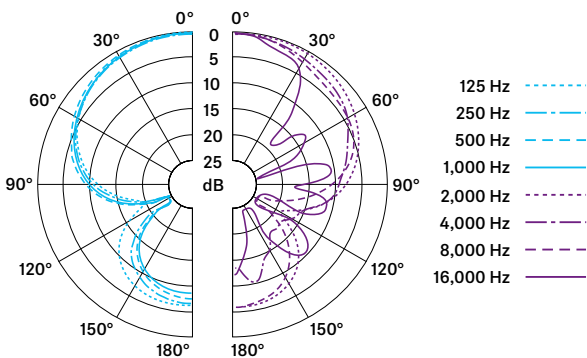 0° 0°
30° 0 30°
5
10
60° 15 60°
20
25
90° dB 90°
120° 120°
150° 150°
180° 180°
125 Hz
250 Hz
500 Hz
1,000 Hz
2,000 Hz
4,000 Hz
8,000 Hz
16,000 Hz